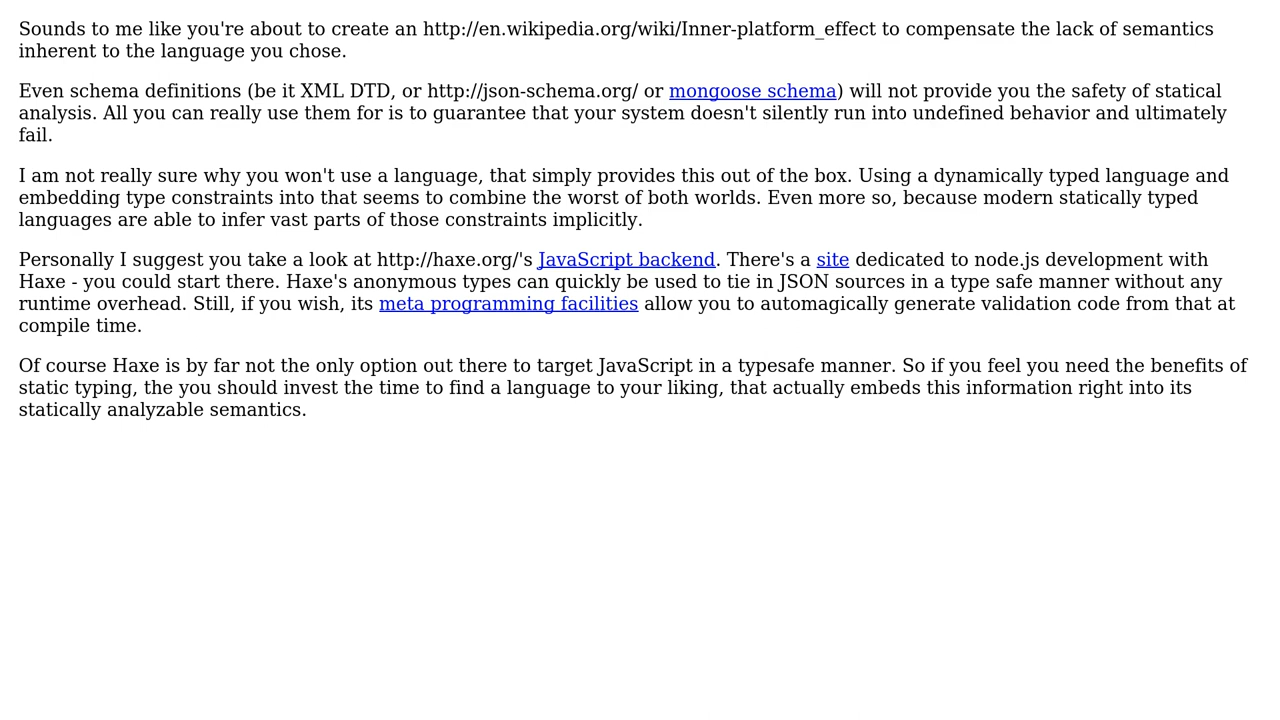 Sounds to me like you're about to create an http://en.wikipedia.org/wiki/Inner-platform_effect to compensate the lack of semantics
inherent to the language you chose.
Even schema definitions (be it XML DTD, or http://json-schema.org/ or mongoose schema) will not provide you the safety of statical
analysis. All you can really use them for is to guarantee that your system doesn't silently run into undefined behavior and ultimately
fail.
I am not really sure why you won't use a language, that simply provides this out of the box. Using a dynamically typed language and
embedding type constraints into that seems to combine the worst of both worlds. Even more so, because modern statically typed
languages are able to infer vast parts of those constraints implicitly.
Personally I suggest you take a look at http://haxe.org/'s JavaScript backend. There's a site dedicated to node.js development with
Haxe - you could start there. Haxe's anonymous types can quickly be used to tie in JSON sources in a type safe manner without any
runtime overhead. Still, if you wish, its meta programming facilities allow you to automagically generate validation code from that at
compile time.
Of course Haxe is by far not the only option out there to target JavaScript in a typesafe manner. So if you feel you need the benefits of
static typing, the you should invest the time to find a language to your liking, that actually embeds this information right into its
statically analyzable semantics.